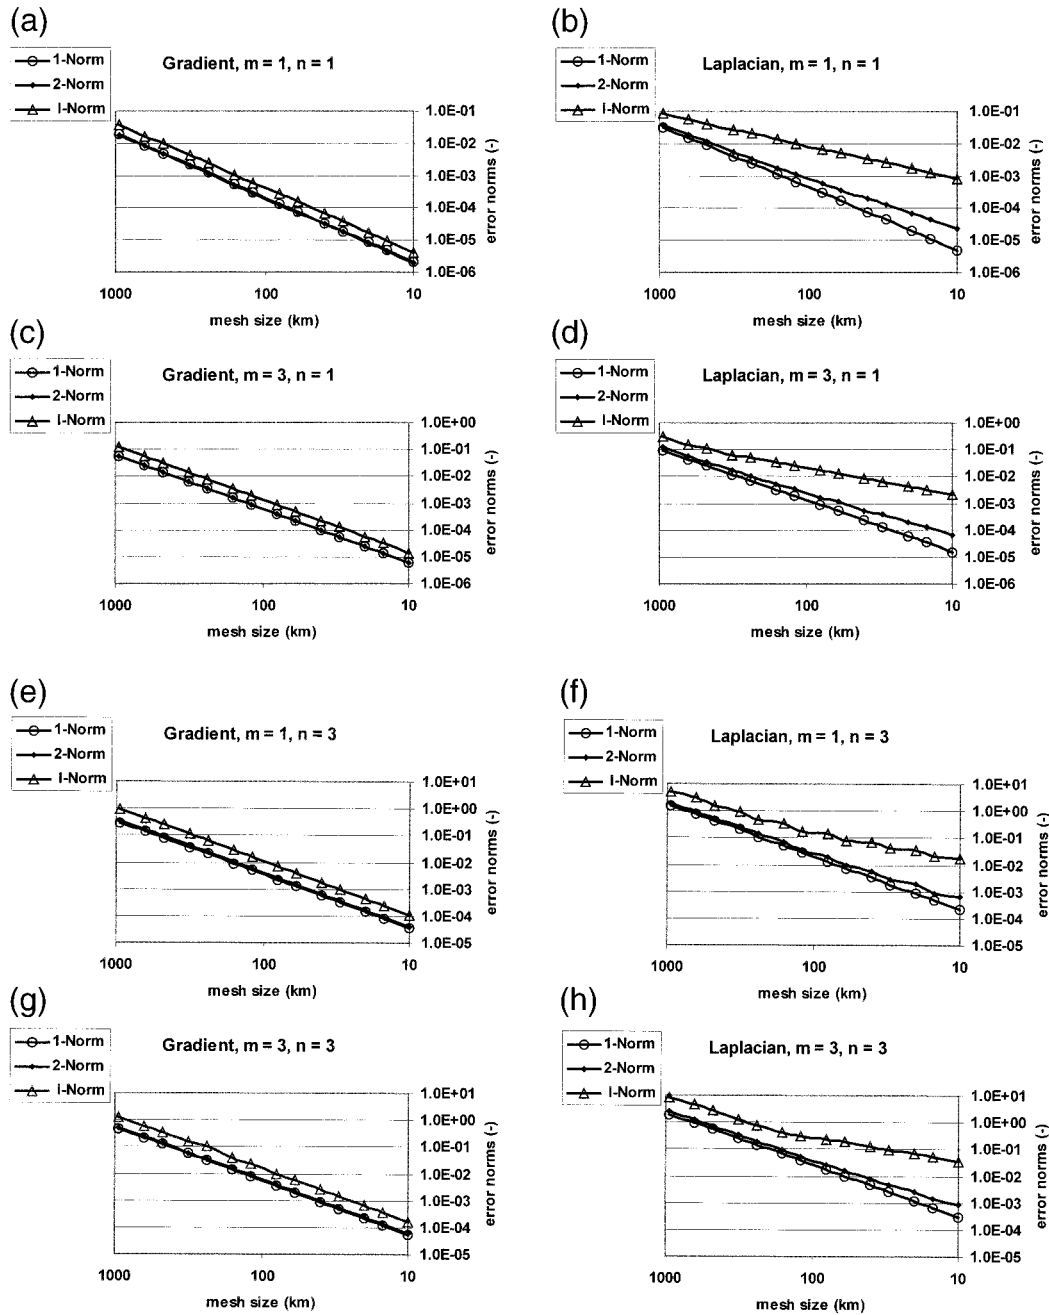 (a)
1-Norm
2-Norm
I-Norm
Gradient, m = 1, n = 1
1.0E-01
1.0E-02
1.0E-03
1.0E-04
1.0E-05
1.0E-06
error norms (-)
1000 100 10
mesh size (km)
(b)
1-Norm
2-Norm
I-Norm
Laplacian, m = 1, n = 1
1.0E-01
1.0E-02
1.0E-03
1.0E-04
1.0E-05
1.0E-06
error norms (-)
1000 100 10
mesh size (km)
(c)
1-Norm
2-Norm
I-Norm
Gradient, m = 3, n = 1
1.0E+00
1.0E-01
1.0E-02
1.0E-03
1.0E-04
1.0E-05
1.0E-06
error norms (-)
1000 100 10
mesh size (km)
(d)
1-Norm
2-Norm
I-Norm
Laplacian, m = 3, n = 1
1.0E+00
1.0E-01
1.0E-02
1.0E-03
1.0E-04
1.0E-05
1.0E-06
error norms (-)
1000 100 10
mesh size (km)
(e)
1-Norm
2-Norm
I-Norm
Gradient, m = 1, n = 3
1.0E+01
1.0E+00
1.0E-01
1.0E-02
1.0E-03
1.0E-04
1.0E-05
error norms (-)
1000 100 10
mesh size (km)
(f)
1-Norm
2-Norm
I-Norm
Laplacian, m = 1, n = 3
1.0E+01
1.0E+00
1.0E-01
1.0E-02
1.0E-03
1.0E-04
1.0E-05
error norms (-)
1000 100 10
mesh size (km)
(g)
1-Norm
2-Norm
I-Norm
Gradient, m = 3, n = 3
1.0E+01
1.0E+00
1.0E-01
1.0E-02
1.0E-03
1.0E-04
1.0E-05
error norms (-)
1000 100 10
mesh size (km)
(h)
1-Norm
2-Norm
I-Norm
Laplacian, m = 3, n = 3
1.0E+01
1.0E+00
1.0E-01
1.0E-02
1.0E-03
1.0E-04
1.0E-05
error norms (-)
1000 100 10
mesh size (km)